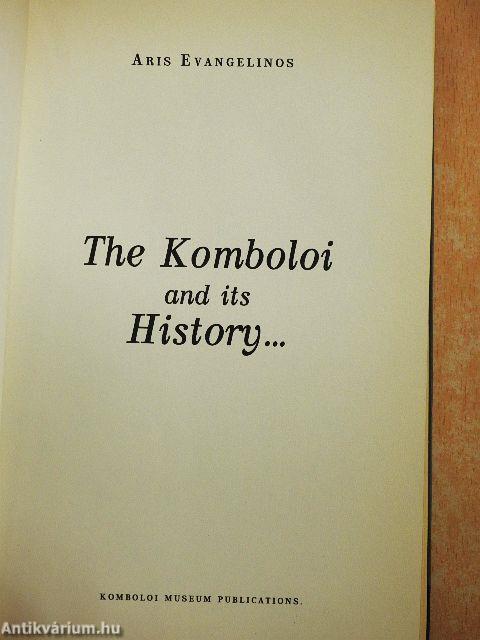 ARIS EVANGELINOS
The Komboloi
and its
History...
KOMBOLOI MUSEUM PUBLICATIONS.
Antikvárium.hu